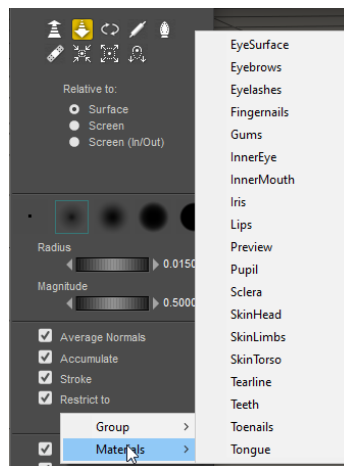 Relative to:
Surface
Screen
Screen (In/Out)
Radius
0.0150
Magnitude
0.5000
Average Normals
Accumulate
Stroke
Restrict to
Group
Materials
EyeSurface
Eyebrows
Eyelashes
Fingernails
Gums
InnerEye
InnerMouth
Iris
Lips
Preview
Pupil
Sclera
SkinHead
SkinLimbs
SkinTorso
Tearline
Teeth
Toenails
Tongue